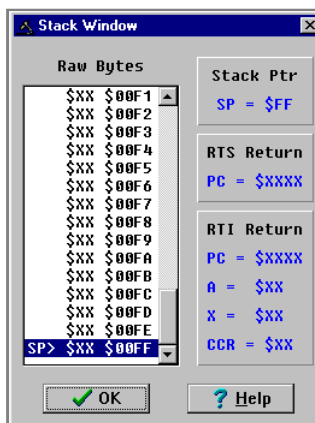 Stack Window
Raw Bytes
$XX $00F1
$XX $00F2
$XX $00F3
$XX $00F4
$XX $00F5
$XX $00F6
$XX $00F7
$XX $00F8
$XX $00F9
$XX $00FA
$XX $00FB
$XX $00FC
$XX $00FD
$XX $00FE
SP> $XX $00FF
Stack Ptr
SP = $FF
RTS Return
PC = $XXXX
RTI Return
PC = $XXXX
A = $XX
X = $XX
CCR = $XX
OK
? Help